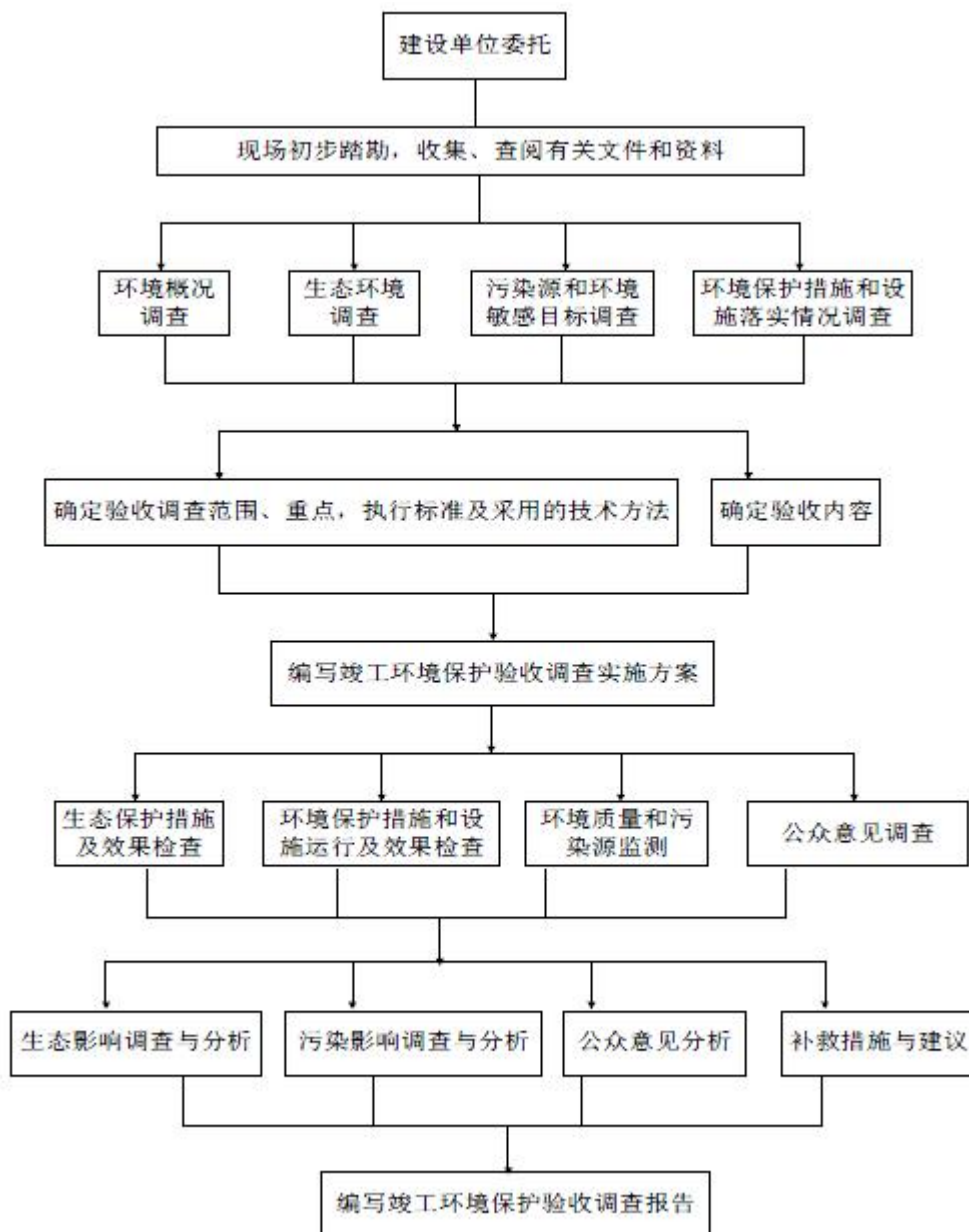 建设单位委托
现场初步踏勘，收集、查阅有关文件和资料
环境概况
调查
生态环境
调查
污染源和环境
敏感目标调查
环境保护措施和设
施落实情况调查
确定验收调查范围、重点，执行标准及采用的技术方法
确定验收内容
编写竣工环境保护验收调查实施方案
生态保护措施
及效果检查
环境保护措施和设
施运行及效果检查
环境质量和污
染源监测
公众意见调查
生态影响调查与分析
污染影响调查与分析
公众意见分析
补救措施与建议
编写竣工环境保护验收调查报告